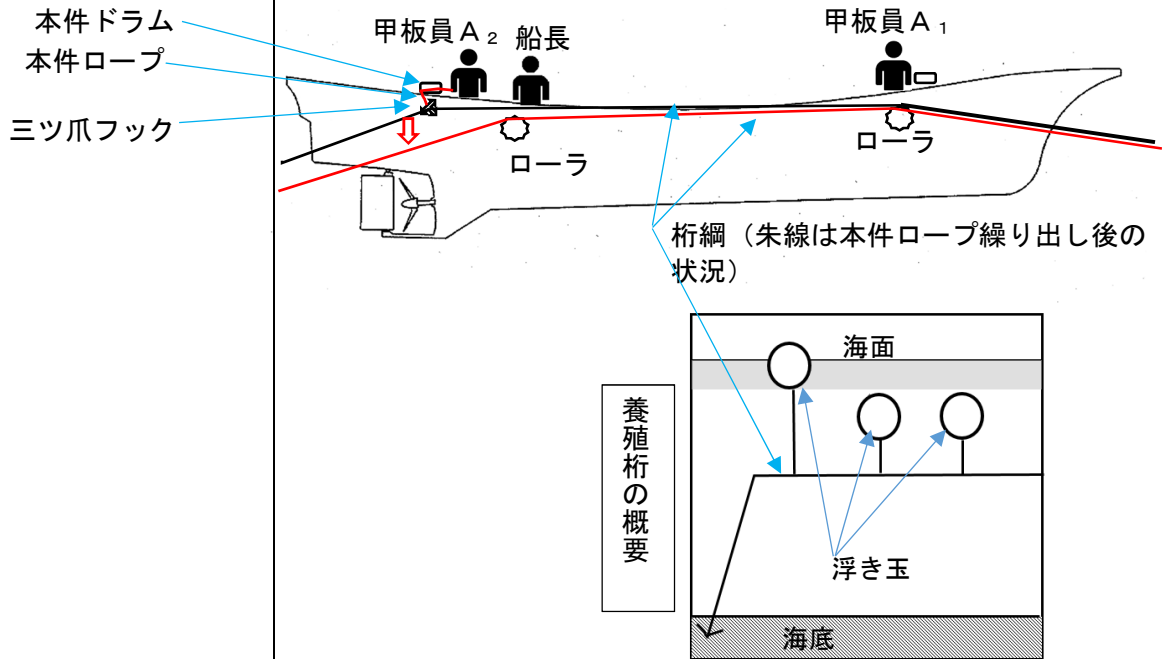 本件ドラム
本件ロープ
三ツ爪フック
甲板員A₂
船長
甲板員A₁
ローラ
ローラ
桁綱（朱線は本件ロープ繰り出し後の
状況）
養殖桁の概要
海面
浮き玉
海底